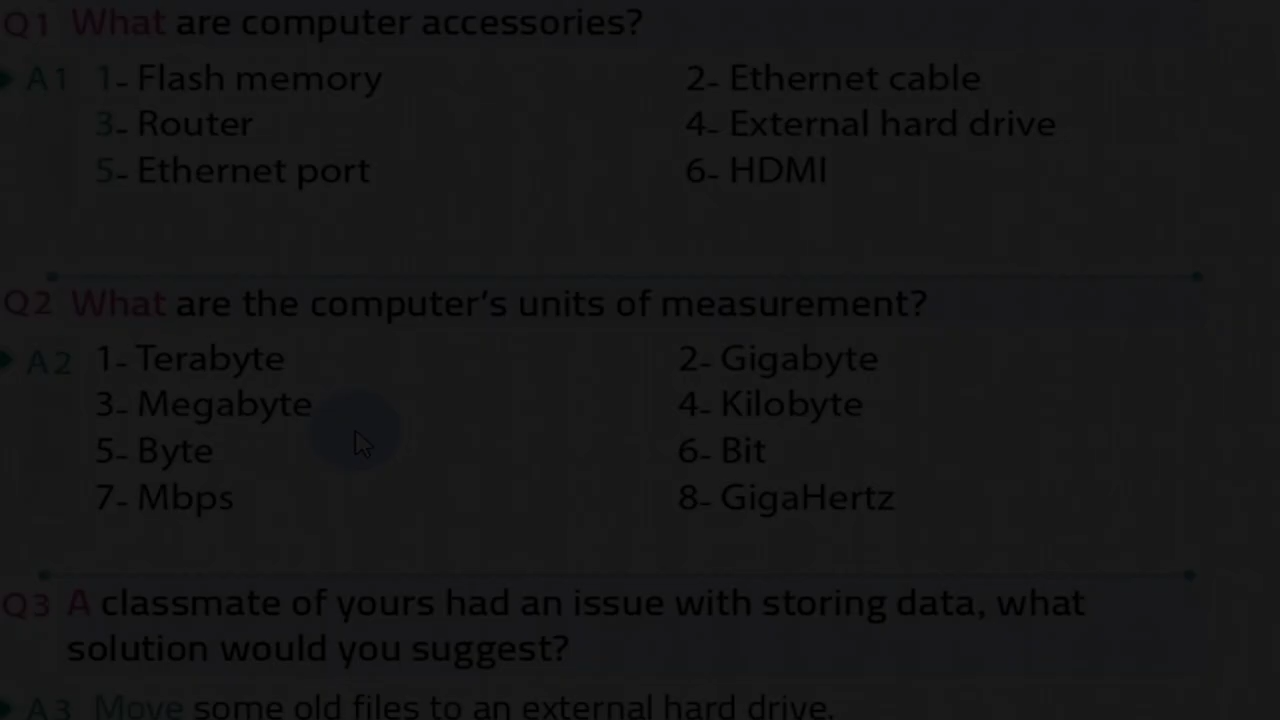 Q1 What are computer accessories?
A1 1- Flash memory 2- Ethernet cable
3- Router 4- External hard drive
5- Ethernet port 6- HDMI
Q2 What are the computer's units of measurement?
A2 1- Terabyte 2- Gigabyte
3- Megabyte 4- Kilobyte
5- Byte 6- Bit
7- Mbps 8- GigaHertz
Q3 A classmate of yours had an issue with storing data, what
solution would you suggest?
A3 Move some old files to an external hard drive.